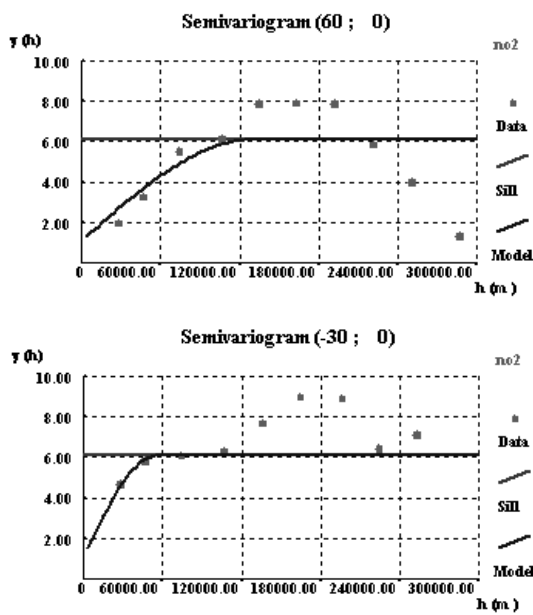 Semivariogram (60 ; 0)
γ (h)
no2
10.00
8.00
6.00
4.00
2.00
Data
Sill
Model
0 60000.00 120000.00 180000.00 240000.00 300000.00
h (m )
Semivariogram (-30 ; 0)
γ (h)
no2
10.00
8.00
6.00
4.00
2.00
Data
Sill
Model
0 60000.00 120000.00 180000.00 240000.00 300000.00
h (m )